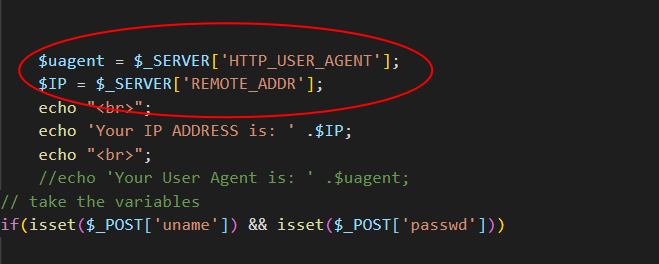 $uagent = $_SERVER['HTTP_USER_AGENT'];
$IP = $_SERVER['REMOTE_ADDR'];
echo "<br>";
echo 'Your IP ADDRESS is: ' .$IP;
echo "<br>";
//echo 'Your User Agent is: ' .$uagent;
// take the variables
if(isset($_POST['uname']) && isset($_POST['passwd']))